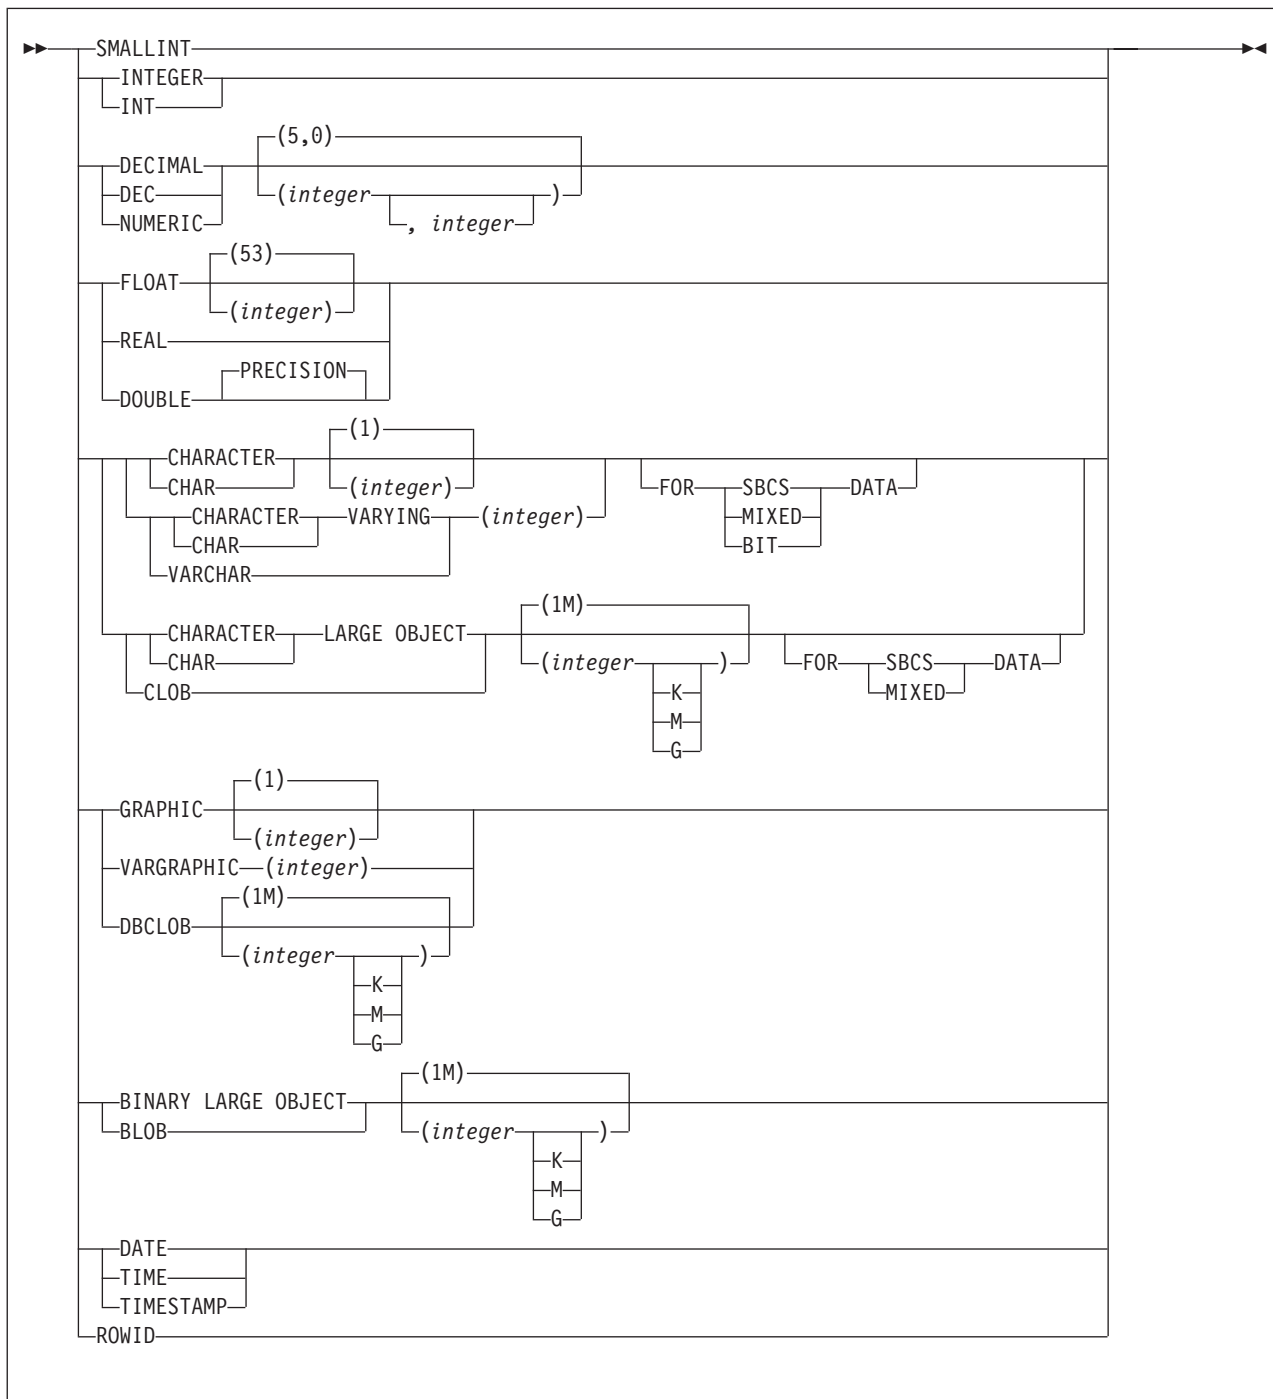 SMALLINT
INTEGER
INT
(5,0)
DECIMAL
DEC (integer )
NUMERIC , integer
(53)
FLOAT
(integer)
REAL
PRECISION
DOUBLE
(1)
CHARACTER
CHAR (integer) FOR SBCS DATA
CHARACTER VARYING (integer) MIXED
CHAR BIT
VARCHAR
(1M)
CHARACTER LARGE OBJECT
CHAR (integer ) FOR SBCS DATA
CLOB K MIXED
M
G
(1)
GRAPHIC
(integer)
VARGRAPHIC (integer)
(1M)
DBCLOB
(integer )
K
M
G
(1M)
BINARY LARGE OBJECT
BLOB (integer )
K
M
G
DATE
TIME
TIMESTAMP
ROWID